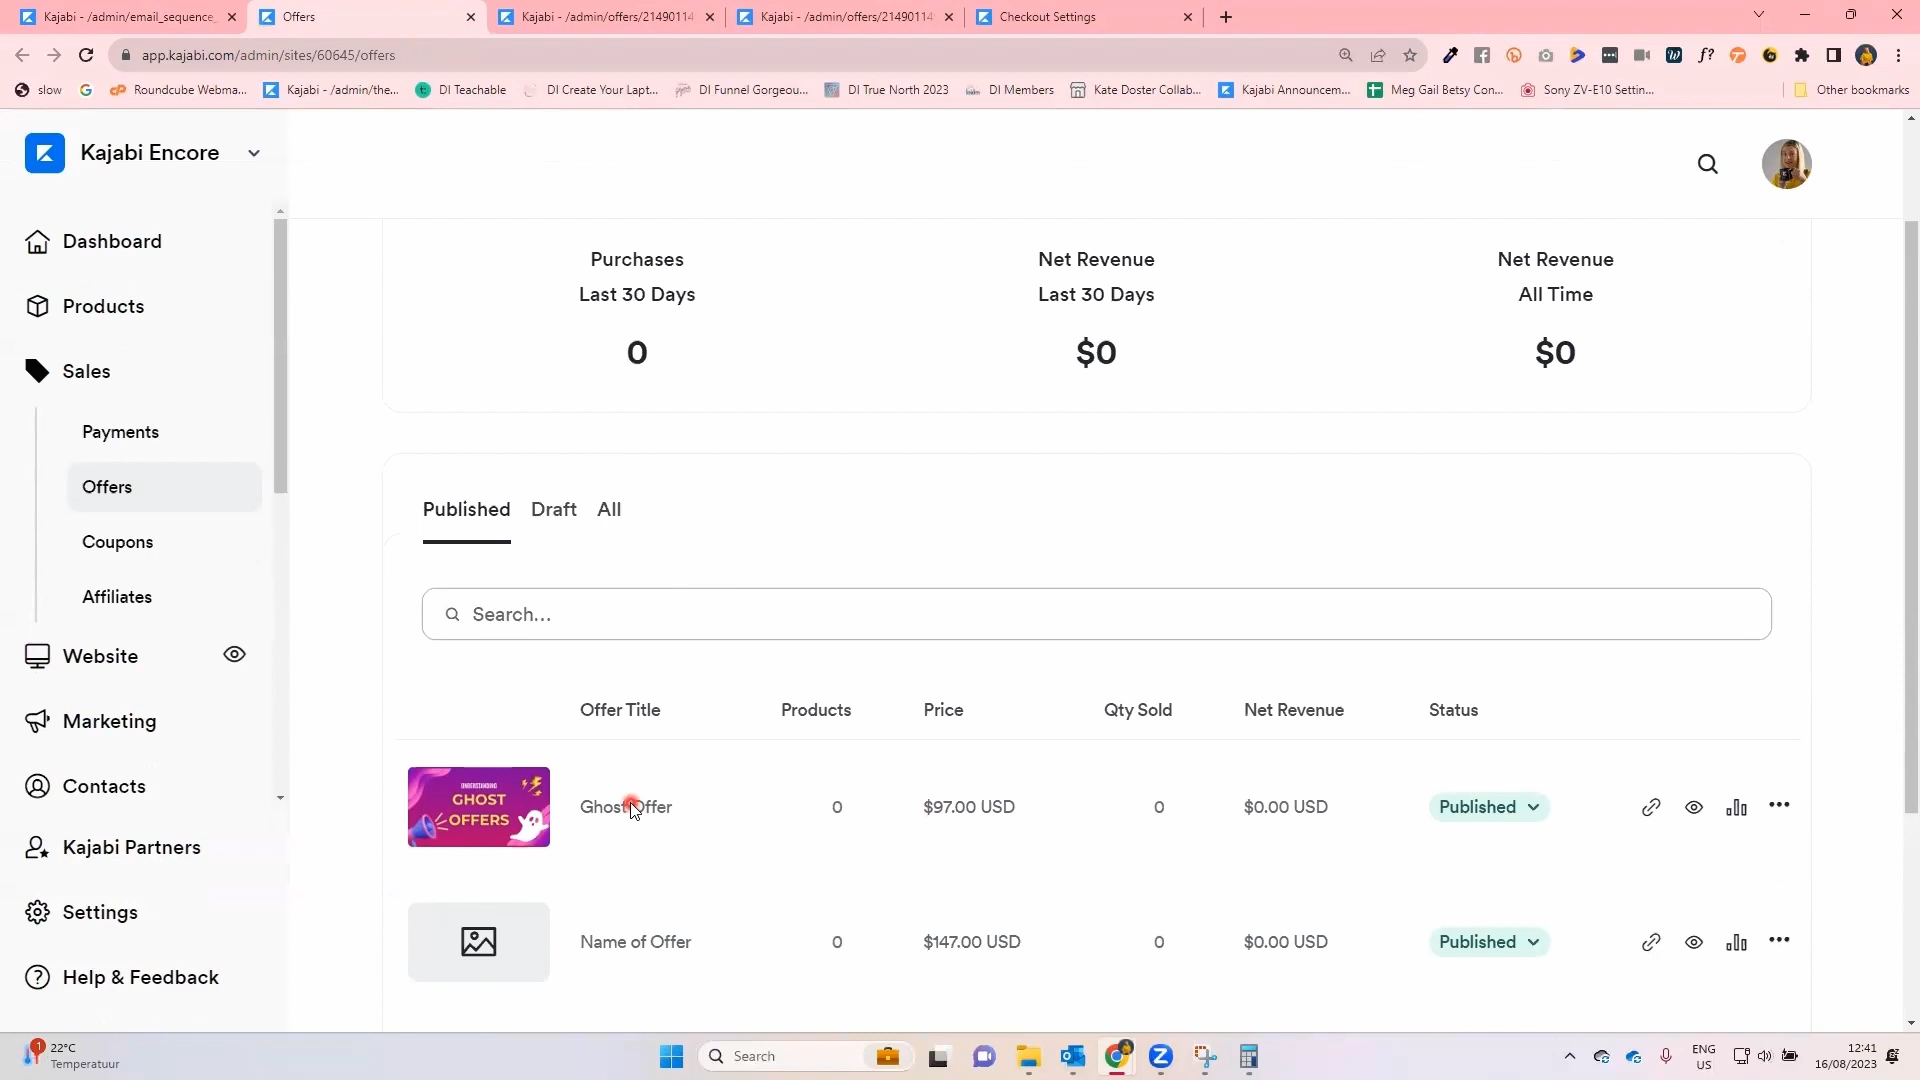 Kajabi - /admin/email_sequence_
Offers
Kajabi - /admin/offers/21490114
Kajabi - /admin/offers/21490114
Checkout Settings
app.kajabi.com/admin/sites/60645/offers
slow
Roundcube Webma...
Kajabi - /admin/the...
DI Teachable
DI Create Your Lapt...
DI Funnel Gorgeou...
DI True North 2023
DI Members
Kate Doster Collab...
Kajabi Announcem...
Meg Gail Betsy Con...
Sony ZV-E10 Settin...
Other bookmarks
Kajabi Encore
Dashboard
Products
Sales
Payments
Offers
Coupons
Affiliates
Website
Marketing
Contacts
Kajabi Partners
Settings
Help & Feedback
Purchases
Last 30 Days
0
Net Revenue
Last 30 Days
$0
Net Revenue
All Time
$0
Published Draft All
Search...
Offer Title Products Price Qty Sold Net Revenue Status
UNDERSTANDING
GHOST
OFFERS
Ghost Offer 0 $97.00 USD 0 $0.00 USD Published
Name of Offer 0 $147.00 USD 0 $0.00 USD Published
1
22°C
Temperatuur
Search
ENG
US
12:41
16/08/2023